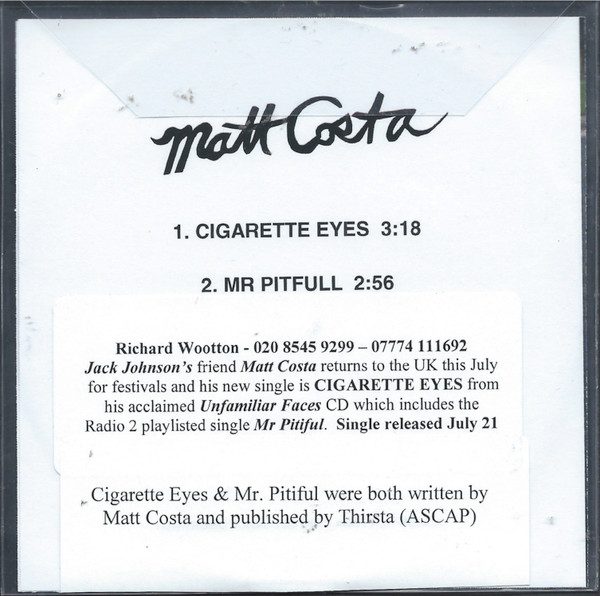 Matt Costa
1. CIGARETTE EYES 3:18
2. MR PITFULL 2:56
Richard Wootton - 020 8545 9299 – 07774 111692
Jack Johnson's friend Matt Costa returns to the UK this July
for festivals and his new single is CIGARETTE EYES from
his acclaimed Unfamiliar Faces CD which includes the
Radio 2 playlisted single Mr Pitiful. Single released July 21
Cigarette Eyes & Mr. Pitiful were both written by
Matt Costa and published by Thirsta (ASCAP)